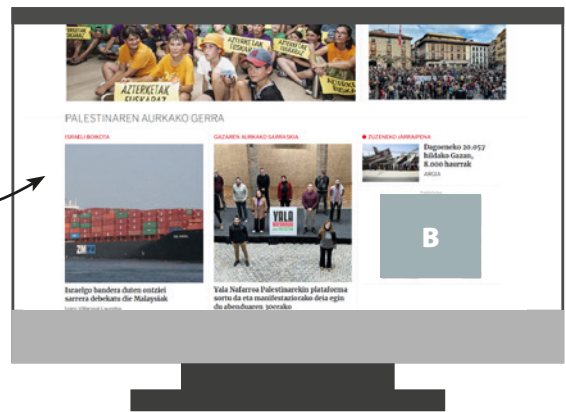 AZTERKETAK
AZTERKETAK
EUSKARAZ
PALESTINAREN AURKAKO GERRA
ISRAELI BOIKOTA
Israelgo bandera duten ontziei
sarrera debekatu die Malaysiak
GAZAREN AURKAKO SARRASKIA
YALA
Yala Nafarroa Palestinarekin plataforma
sortu da eta manifestaziorako deia egin
du abenduaren 30erako
ZUZENEKO JARRAIPENA
Dagoeneko 20.057
hildako Gazan,
8.000 haurrak
ARGIA
B